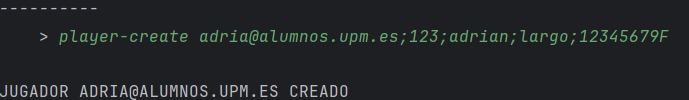 ----------
> player-create adria@alumnos.upm.es;123;adrian;largo;12345679F
JUGADOR ADRIA@ALUMNOS.UPM.ES CREADO